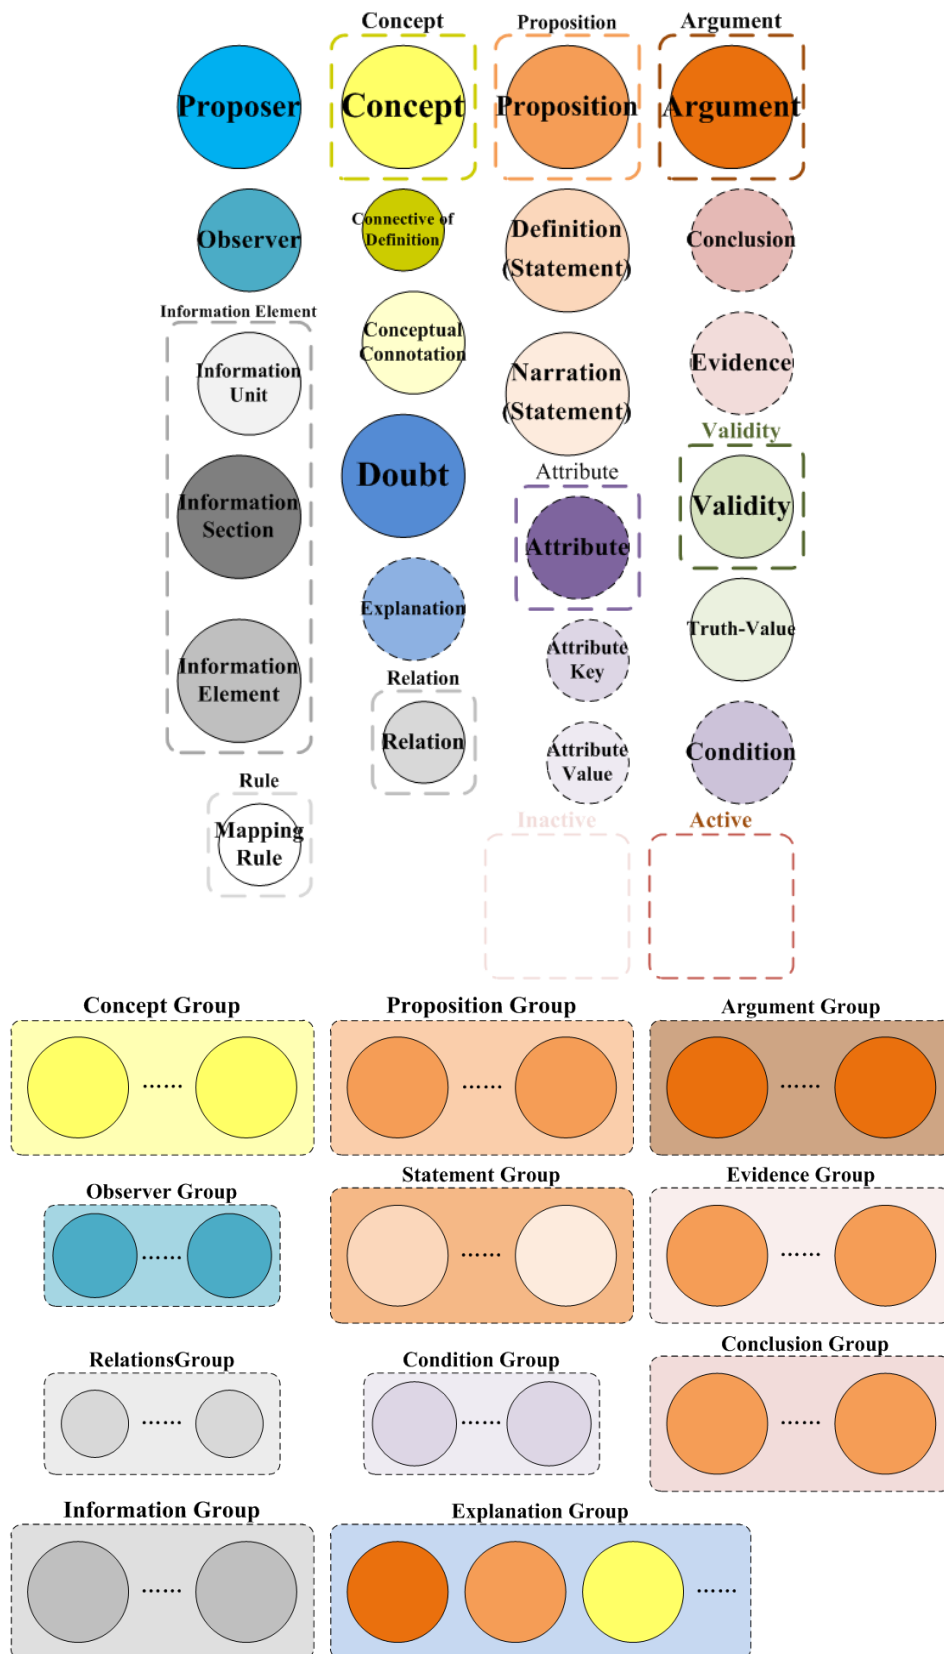 Concept
Proposition
Argument
Proposer
Concept
Proposition
Argument
Observer
Connective of
Definition
Definition
(Statement)
Conclusion
Information Element
Information
Unit
Conceptual
Connotation
Narration
(Statement)
Evidence
Validity
Information
Section
Doubt
Attribute
Attribute
Validity
Explanation
Attribute
Key
Truth-Value
Information
Element
Relation
Relation
Attribute
Value
Condition
Rule
Mapping
Rule
Inactive
Active
Concept Group
Proposition Group
Argument Group
......
......
......
Observer Group
Statement Group
Evidence Group
......
......
......
RelationsGroup
Condition Group
Conclusion Group
......
......
......
Information Group
Explanation Group
......
......